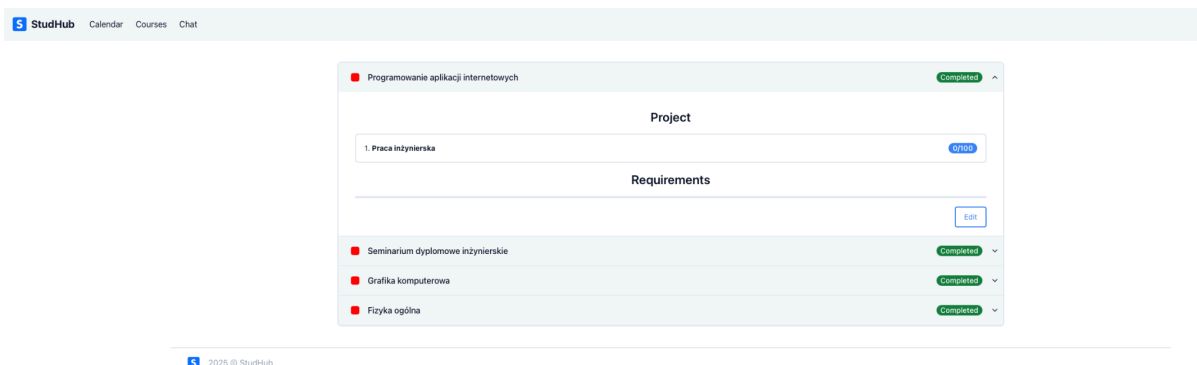 S StudHub Calendar Courses Chat
Programowanie aplikacji internetowych Completed
Project
1. Praca inżynierska 0/100
Requirements
Edit
Seminarium dyplomowe inżynierskie Completed
Grafika komputerowa Completed
Fizyka ogólna Completed
S 2025 © StudHub